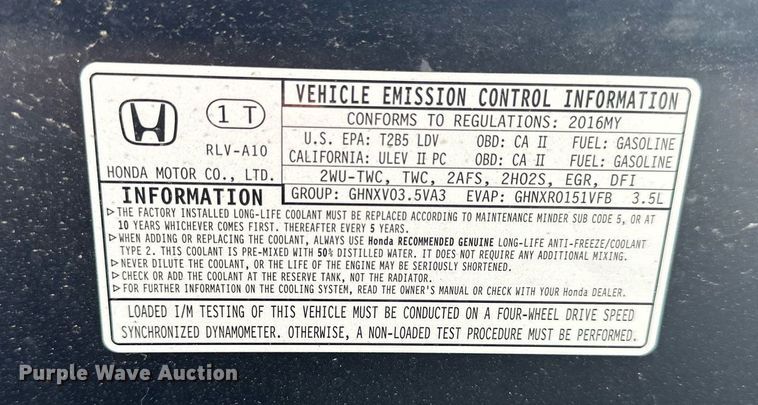 1 T
RLV-A10
HONDA MOTOR CO., LTD.
VEHICLE EMISSION CONTROL INFORMATION
CONFORMS TO REGULATIONS: 2016MY
U.S. EPA: T2B5 LDV OBD: CA II FUEL: GASOLINE
CALIFORNIA: ULEV II PC OBD: CA II FUEL: GASOLINE
2WU-TWC, TWC, 2AFS, 2HO2S, EGR, DFI
GROUP: GHNXV03.5VA3 EVAP: GHNXR0151VFB 3.5L
INFORMATION
▷THE FACTORY INSTALLED LONG-LIFE COOLANT MUST BE REPLACED ACCORDING TO MAINTENANCE MINDER SUB CODE 5, OR AT
10 YEARS WHICHEVER COMES FIRST. THEREAFTER EVERY 5 YEARS.
▷WHEN ADDING OR REPLACING THE COOLANT, ALWAYS USE Honda RECOMMENDED GENUINE LONG-LIFE ANTI-FREEZE/COOLANT
TYPE 2. THIS COOLANT IS PRE-MIXED WITH 50% DISTILLED WATER. IT DOES NOT REQUIRE ANY ADDITIONAL MIXING.
▷NEVER DILUTE THE COOLANT, OR THE LIFE OF THE ENGINE MAY BE SERIOUSLY SHORTENED.
▷CHECK OR ADD THE COOLANT AT THE RESERVE TANK, NOT THE RADIATOR.
▷FOR FURTHER INFORMATION ON THE COOLING SYSTEM, READ THE OWNER'S MANUAL OR CHECK WITH YOUR Honda DEALER.
LOADED I/M TESTING OF THIS VEHICLE MUST BE CONDUCTED ON A FOUR-WHEEL DRIVE SPEED
SYNCHRONIZED DYNAMOMETER. OTHERWISE, A NON-LOADED TEST PROCEDURE MUST BE PERFORMED.
Purple Wave Auction